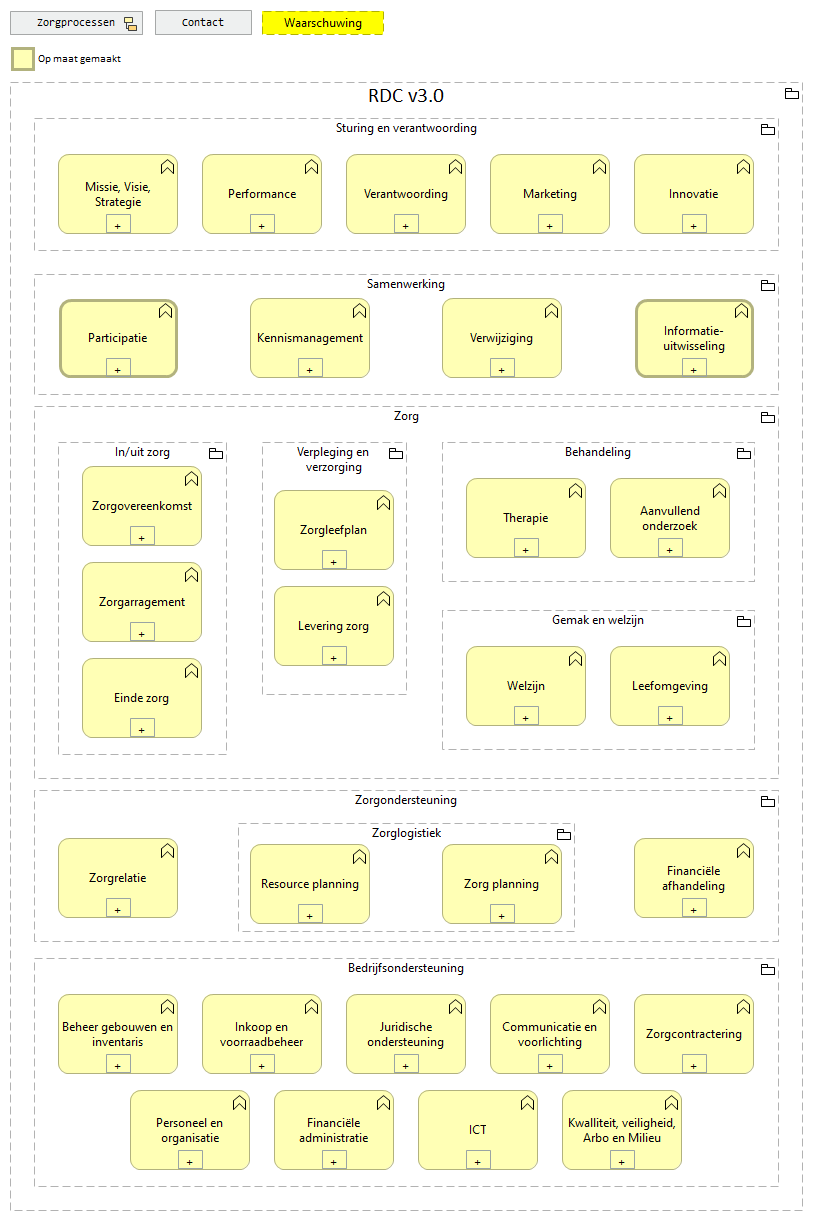 Zorgprocessen
Contact
Waarschuwing
Op maat gemaakt
RDC v3.0
Sturing en verantwoording
Missie, Visie,
Strategie
Performance
Verantwoording
Marketing
Innovatie
Samenwerking
Participatie
Kennismanagement
Verwijziging
Informatie-
uitwisseling
Zorg
In/uit zorg
Zorgovereenkomst
Zorgarragement
Einde zorg
Verpleging en
verzorging
Zorgleefplan
Levering zorg
Behandeling
Therapie
Aanvullend
onderzoek
Gemak en welzijn
Welzijn
Leefomgeving
Zorgondersteuning
Zorgrelatie
Zorglogistiek
Resource planning
Zorg planning
Financiële
afhandeling
Bedrijfsondersteuning
Beheer gebouwen en
inventaris
Inkoop en
voorraadbeheer
Juridische
ondersteuning
Communicatie en
voorlichting
Zorgcontractering
Personeel en
organisatie
Financiële
administratie
ICT
Kwalliteit, veiligheid,
Arbo en Milieu